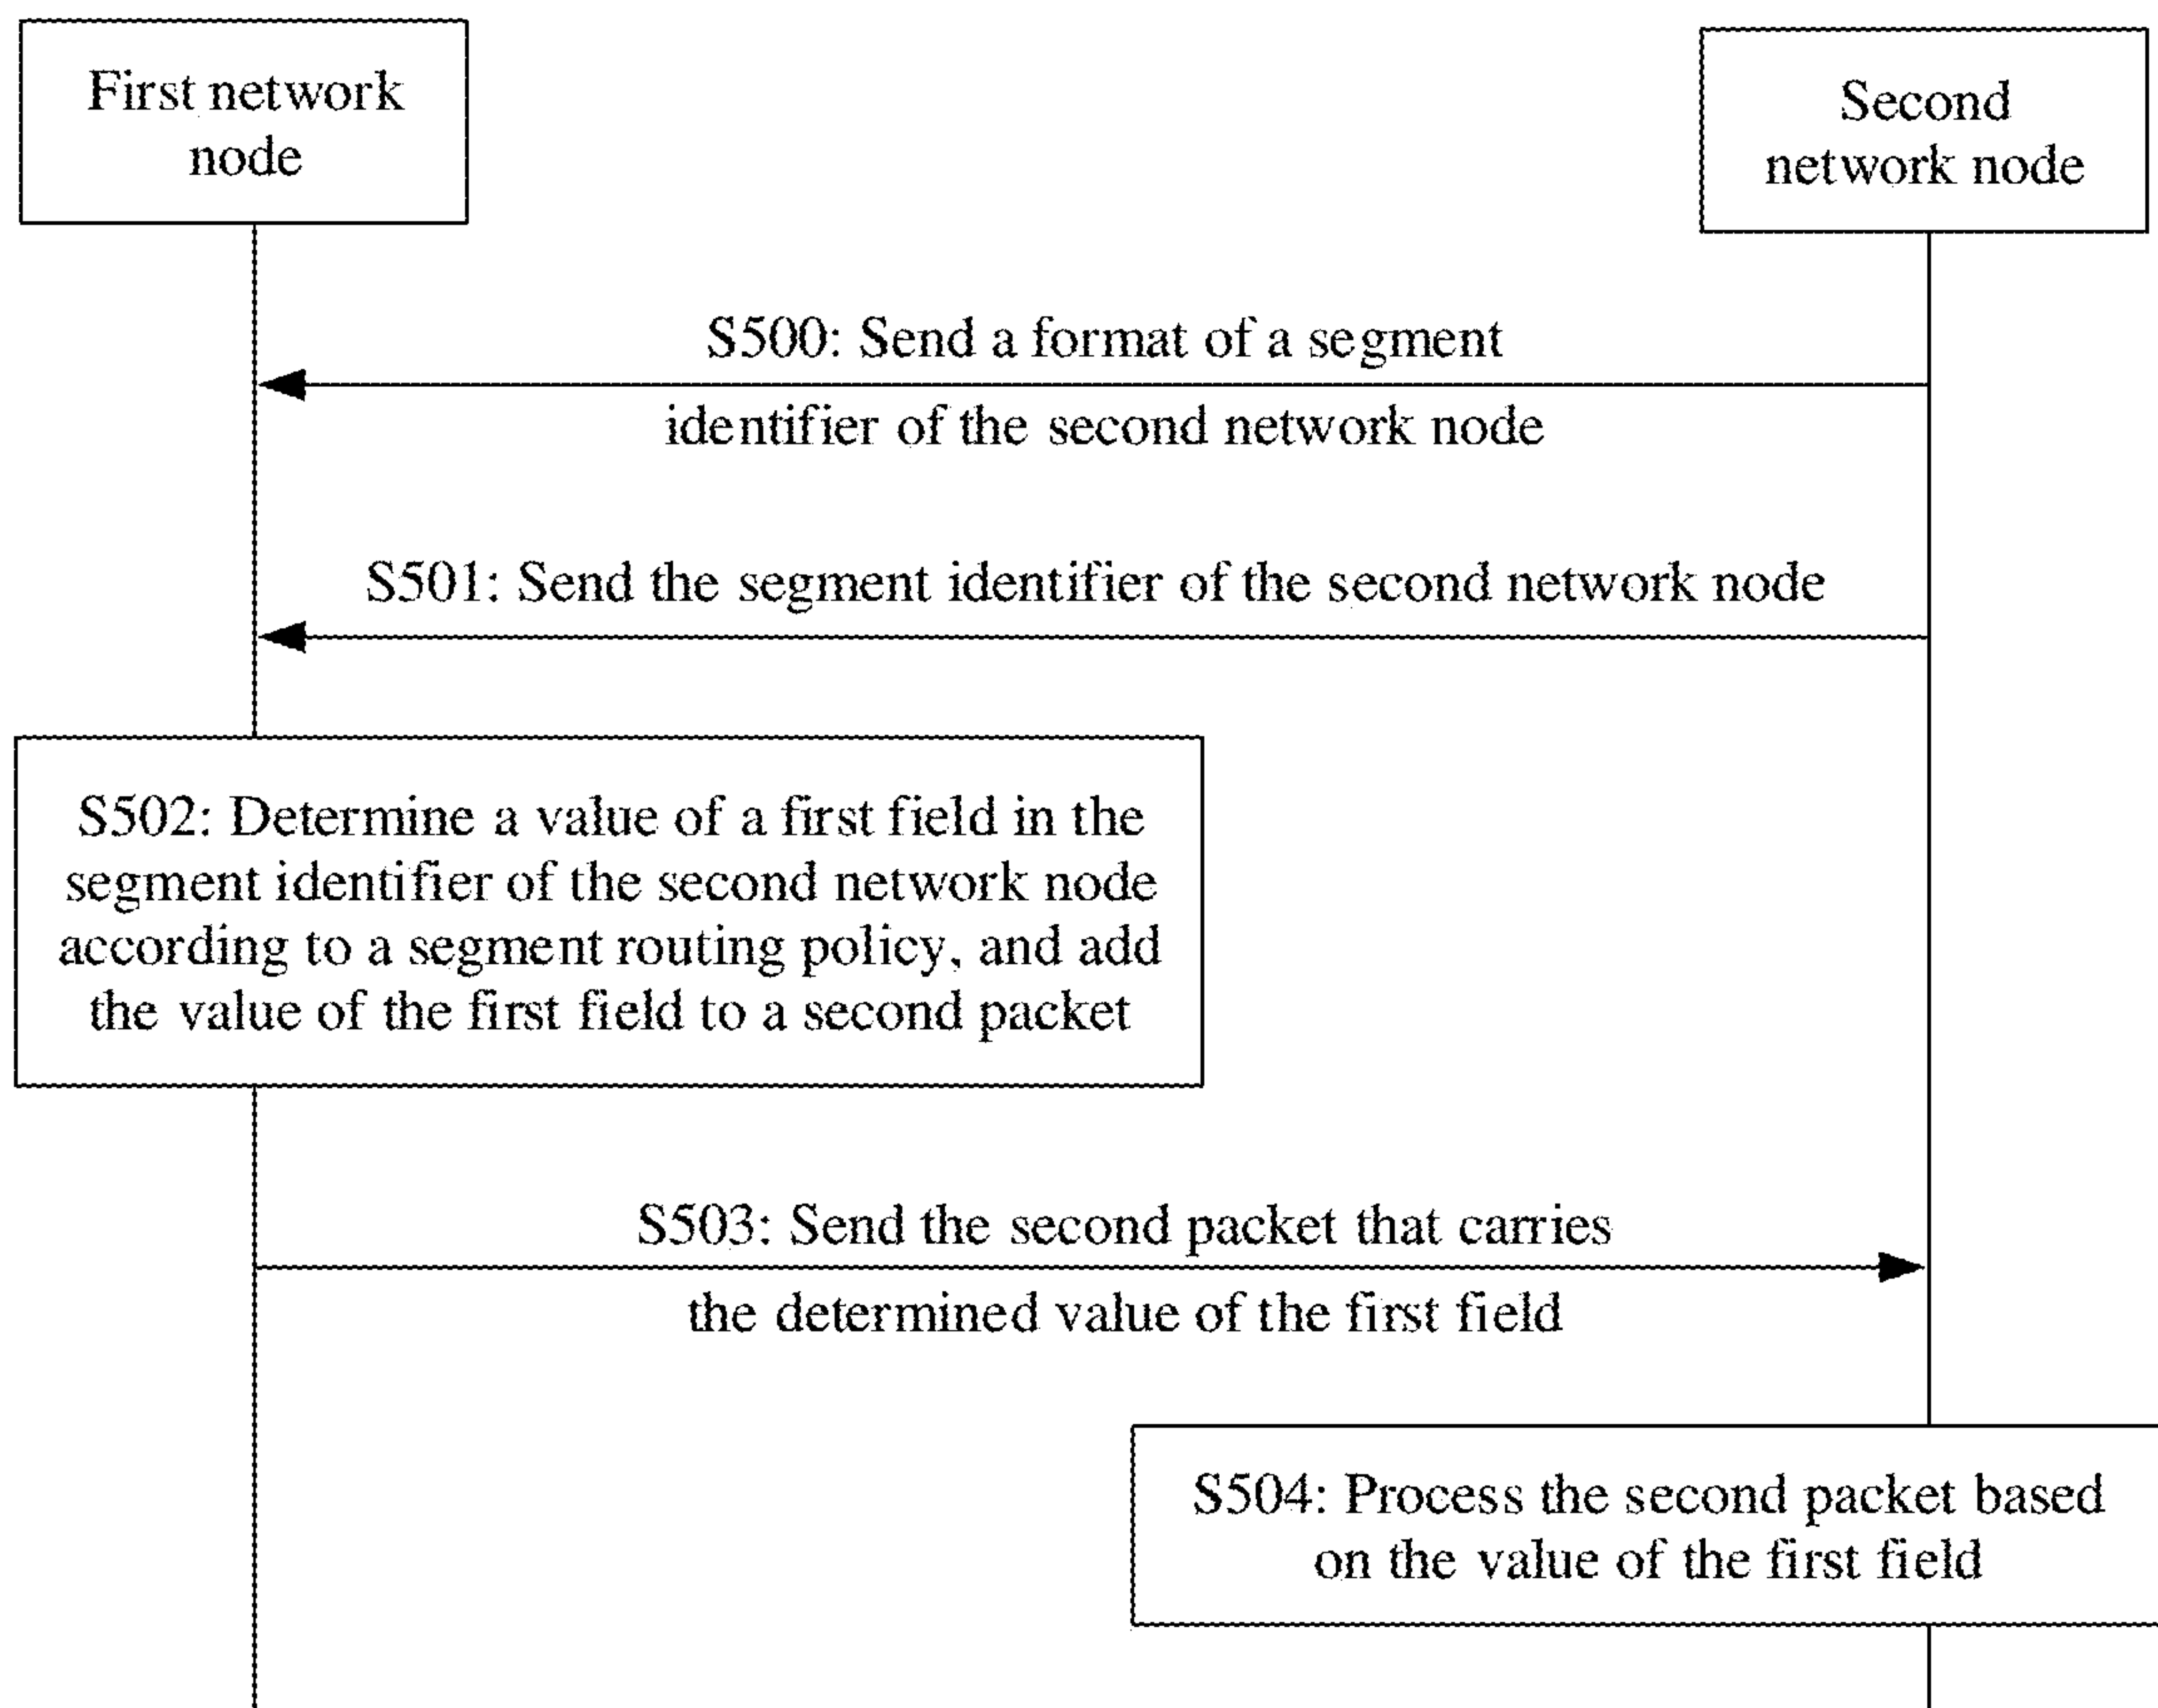 First network
node
Second
network node
S500: Send a format of a segment
identifier of the second network node
S501: Send the segment identifier of the second network node
S502: Determine a value of a first field in the
segment identifier of the second network node
according to a segment routing policy, and add
the value of the first field to a second packet
S503: Send the second packet that carries
the determined value of the first field
S504: Process the second packet based
on the value of the first field